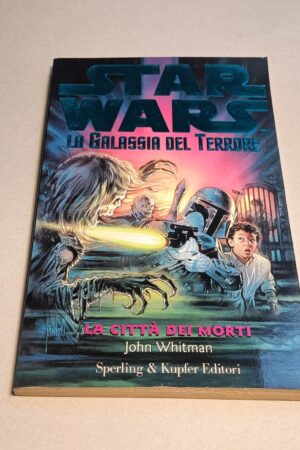 STAR
WARS
LA GALASSIA DEL TERRORE
LA CITTÀ DEI MORTI
John Whitman
Sperling & Kupfer Editori